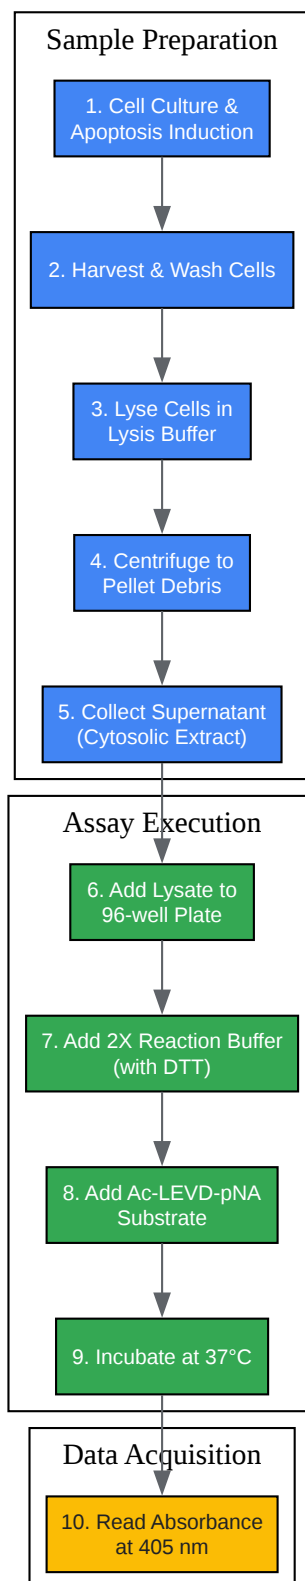 Sample Preparation
1. Cell Culture &
Apoptosis Induction
2. Harvest & Wash Cells
3. Lyse Cells in
Lysis Buffer
4. Centrifuge to
Pellet Debris
5. Collect Supernatant
(Cytosolic Extract)
Assay Execution
6. Add Lysate to
96-well Plate
7. Add 2X Reaction Buffer
(with DTT)
8. Add Ac-LEVD-pNA
Substrate
9. Incubate at 37°C
Data Acquisition
10. Read Absorbance
at 405 nm